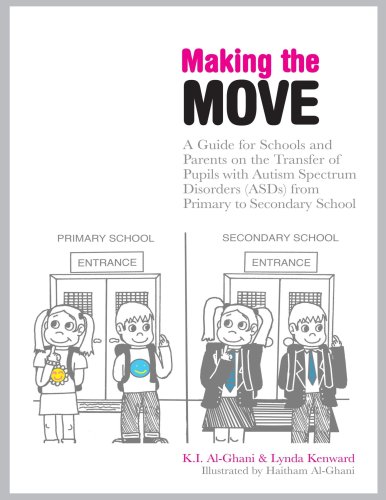 Making the
MOVE
A Guide for Schools and
Parents on the Transfer of
Pupils with Autism Spectrum
Disorders (ASDs) from
Primary to Secondary School
PRIMARY SCHOOL
ENTRANCE
SECONDARY SCHOOL
ENTRANCE
K.I. Al-Ghani & Lynda Kenward
Illustrated by Haitham Al-Ghani